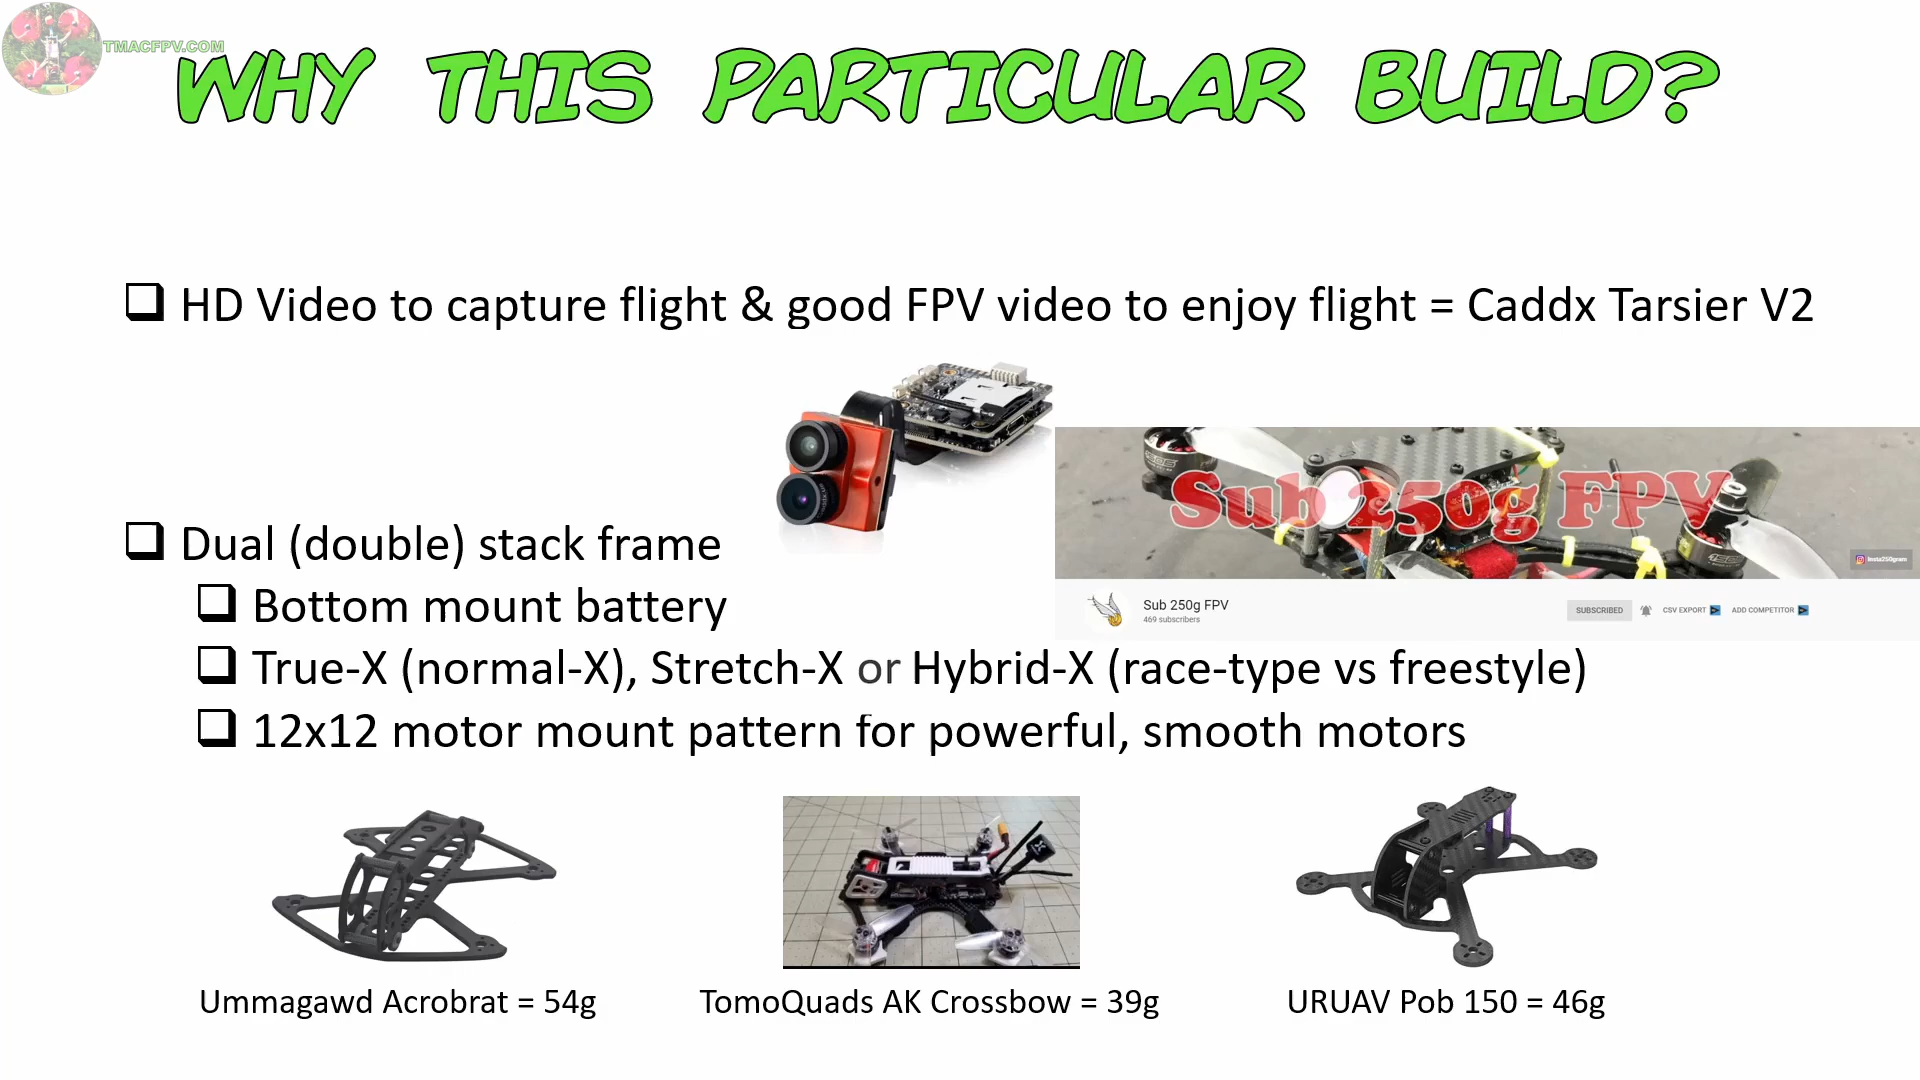 TMACFPV.COM
WHY THIS PARTICULAR BUILD?
HD Video to capture flight & good FPV video to enjoy flight = Caddx Tarsier V2
Sub 250g FPV
insta250gram
Dual (double) stack frame
Sub 250g FPV
469 subscribers
SUBSCRIBED
CSV EXPORT
ADD COMPETITOR
Bottom mount battery
True-X (normal-X), Stretch-X or Hybrid-X (race-type vs freestyle)
12x12 motor mount pattern for powerful, smooth motors
Ummagawd Acrobrat = 54g
TomoQuads AK Crossbow = 39g
URUAV Pob 150 = 46g